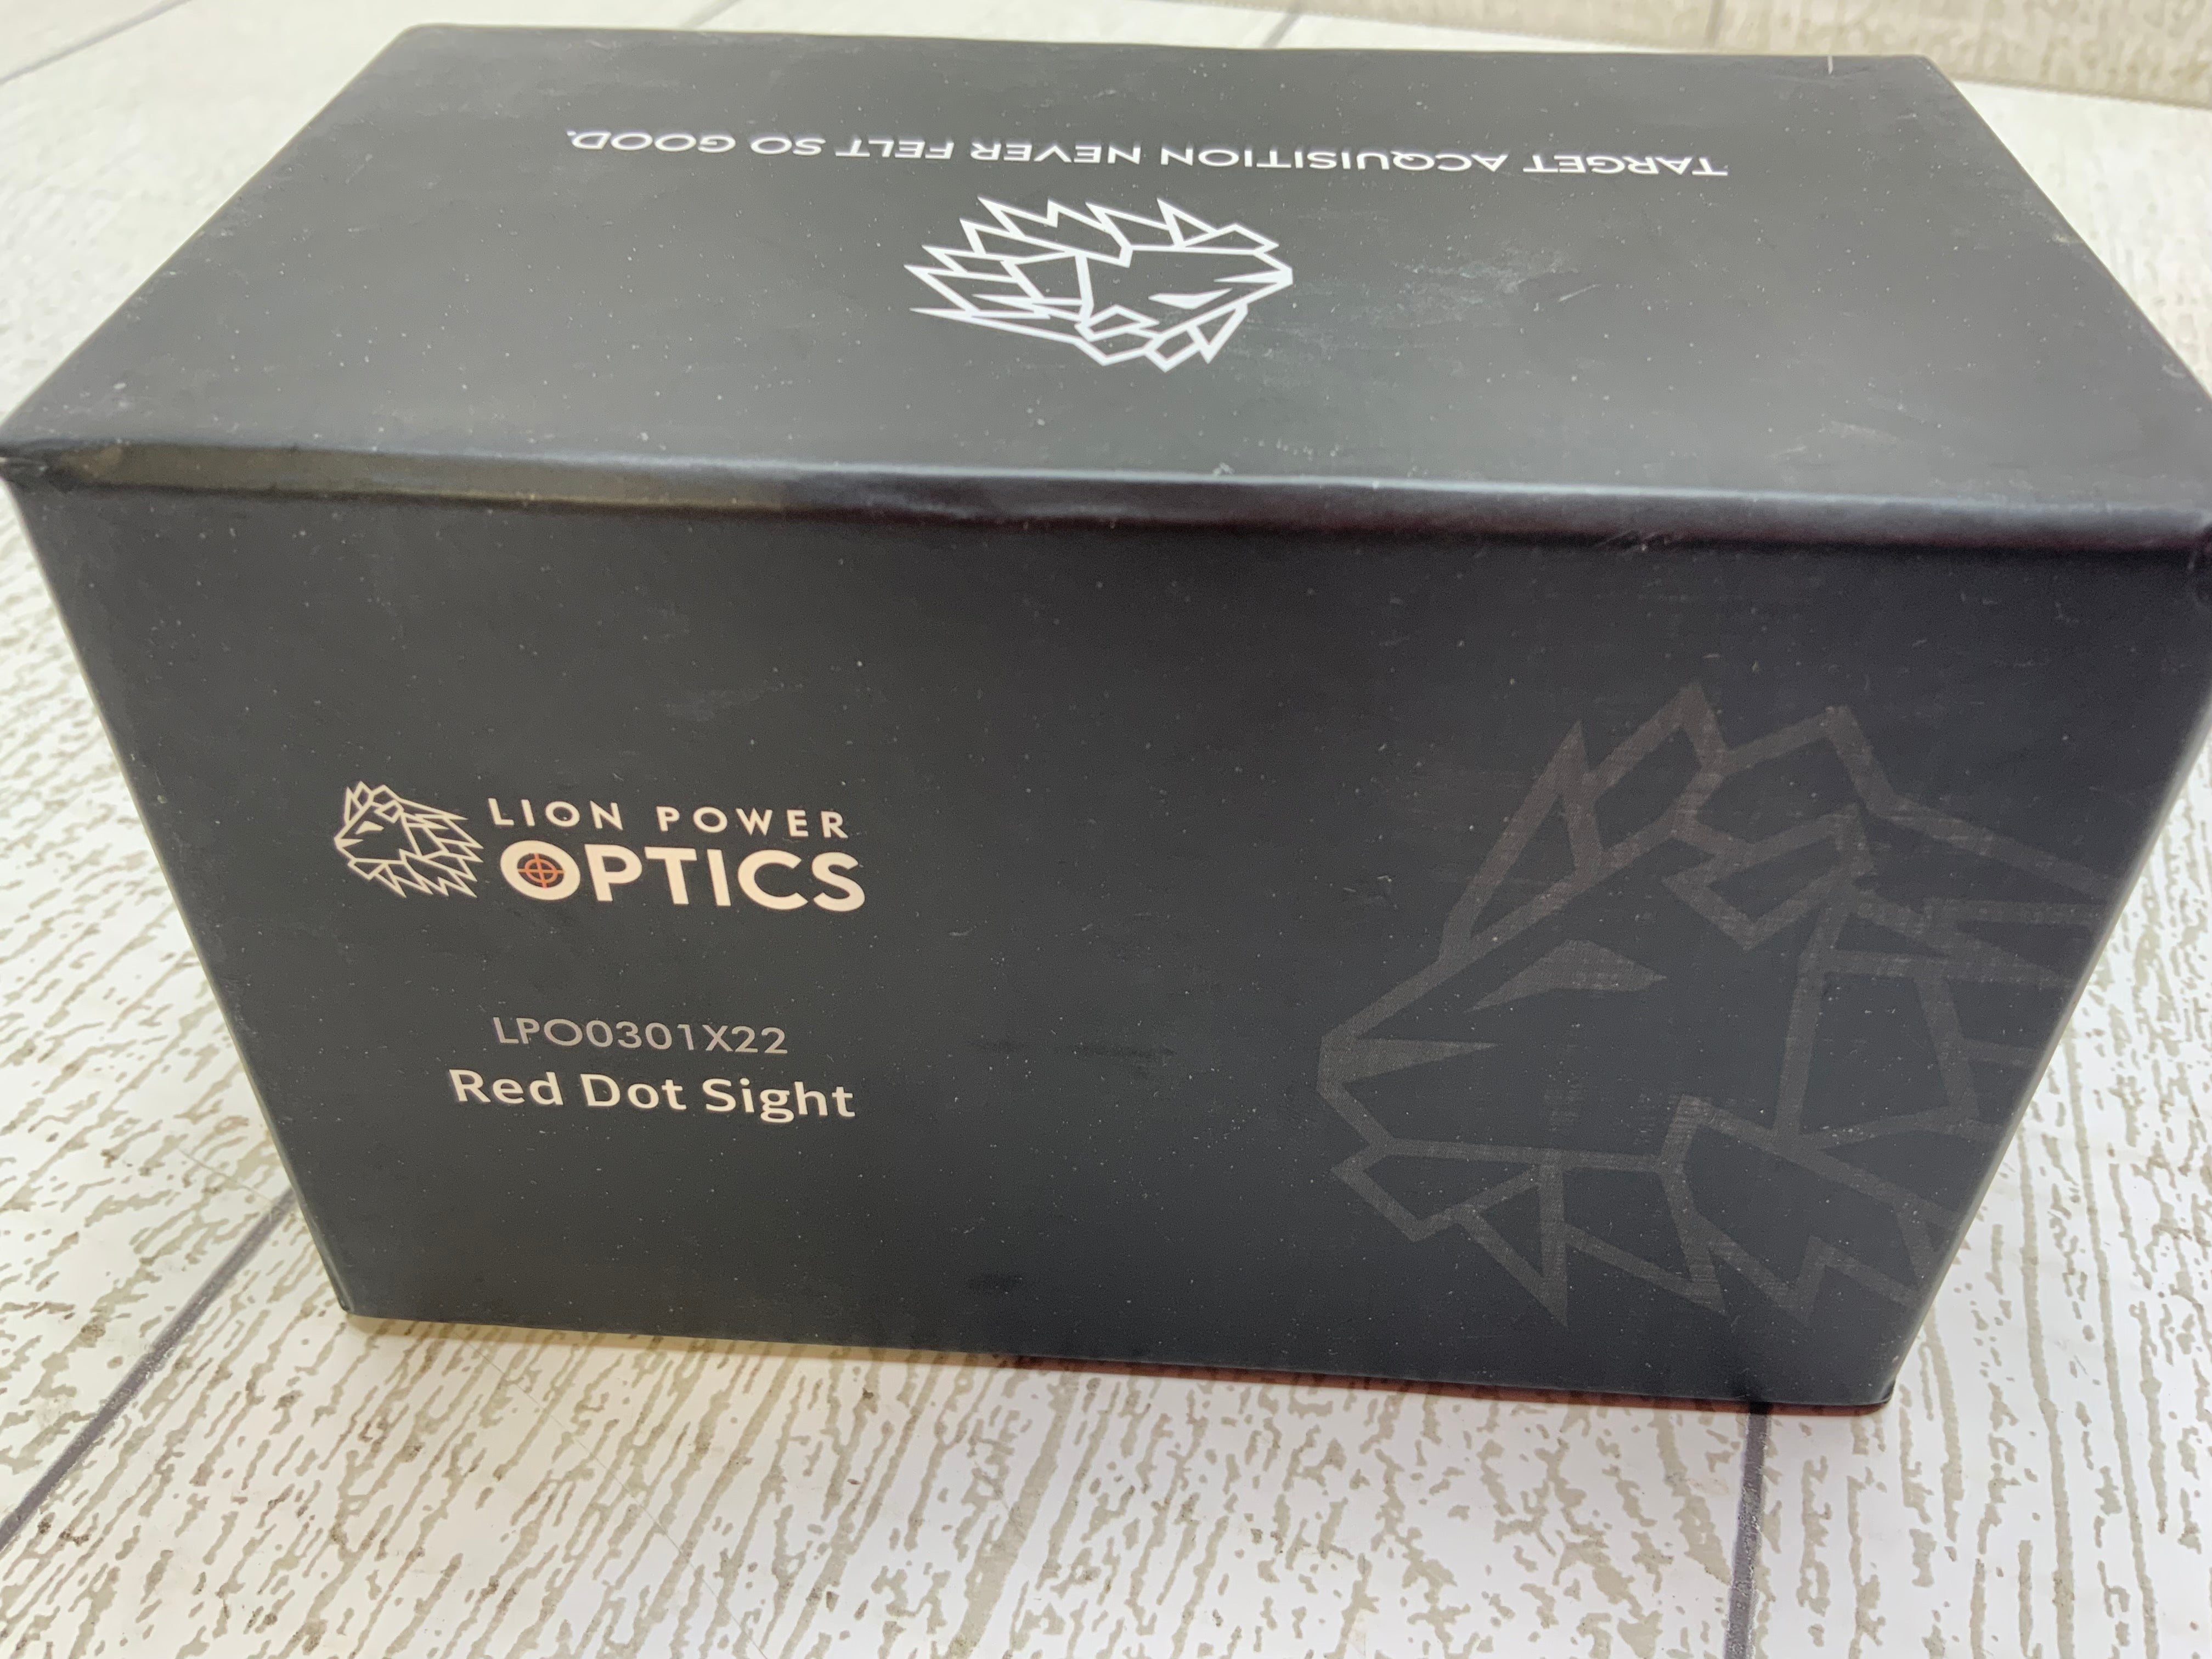 TARGET ACQUISITION NEVER FELT SO GOOD.
LION POWER
OPTICS
LPO0301X22
Red Dot Sight